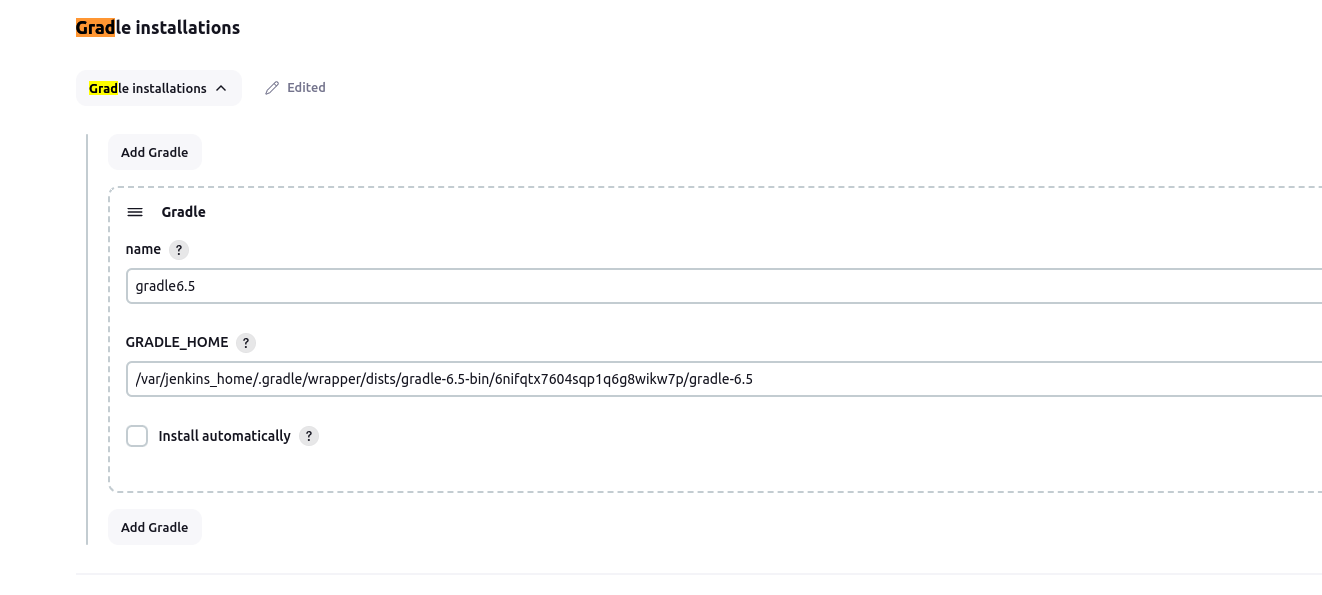 Gradle installations
Gradle installations
Edited
Add Gradle
Gradle
name ?
gradle6.5
GRADLE_HOME ?
/var/jenkins_home/.gradle/wrapper/dists/gradle-6.5-bin/6nifqtx7604sqp1q6g8wikw7p/gradle-6.5
Install automatically ?
Add Gradle